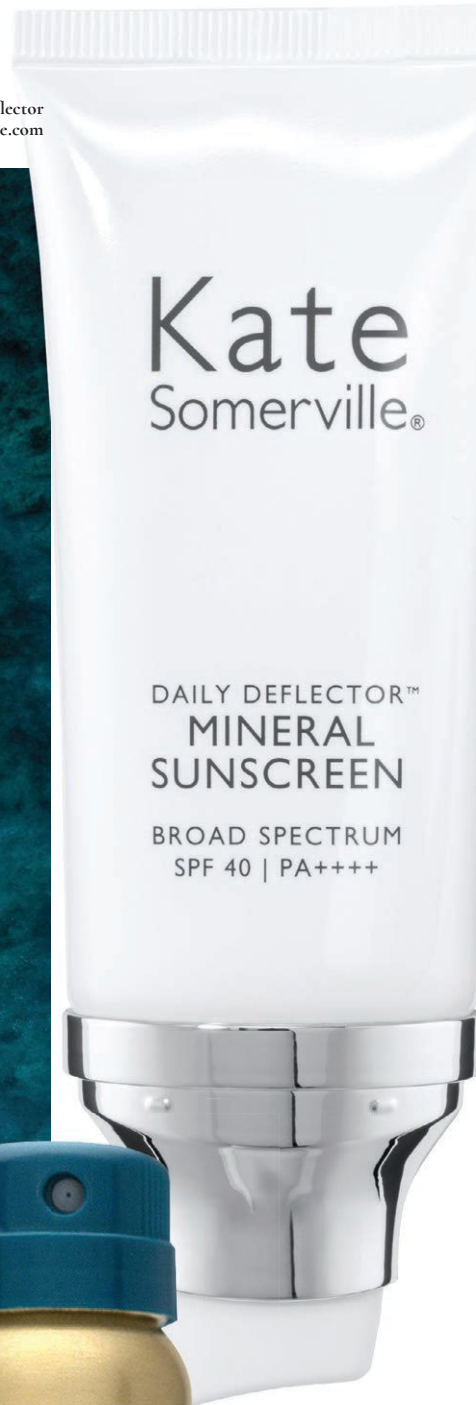 lector
e.com
Kate
Somerville®
DAILY DEFLECTOR™
MINERAL
SUNSCREEN
BROAD SPECTRUM
SPF 40 | PA++++